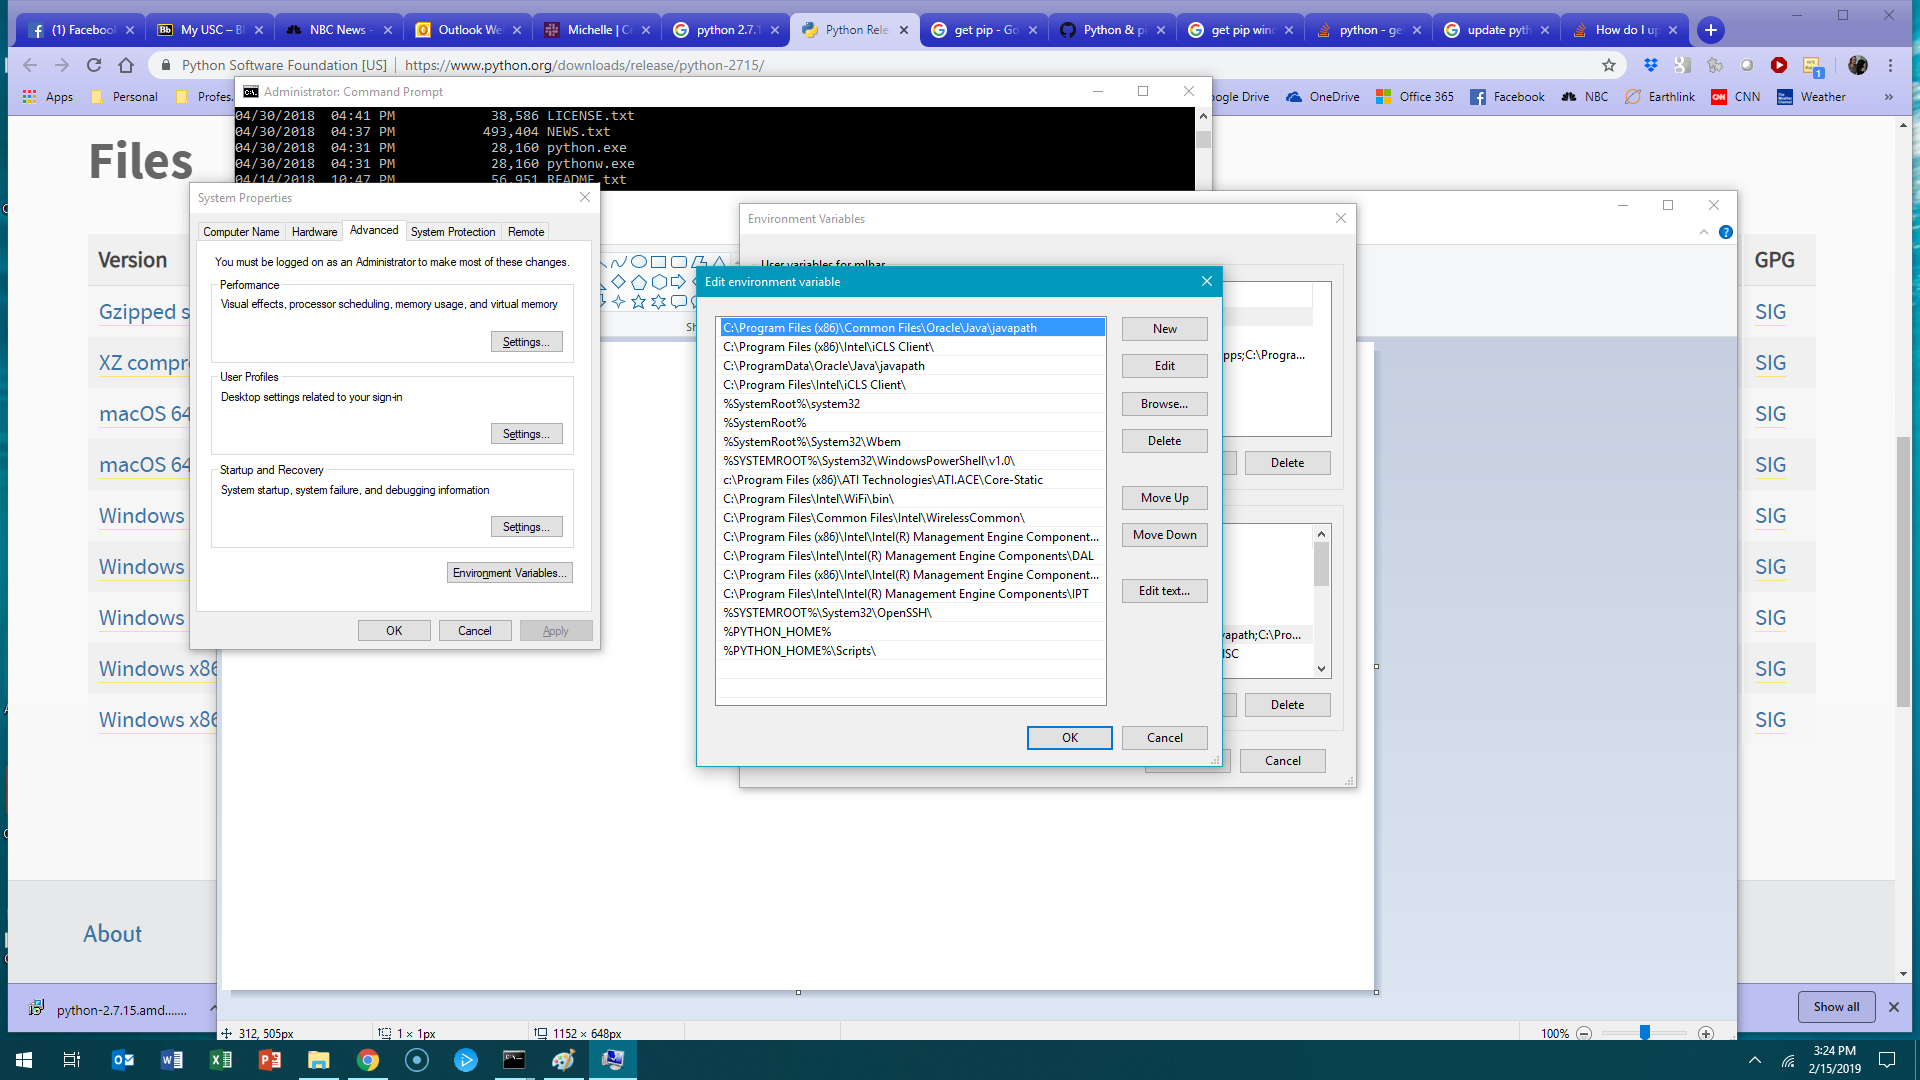 (1) Facebool
My USC – Bl
NBC News -
Outlook We
Michelle | Ce
python 2.7.1
Python Rele
get pip - Go
Python & pi
get pip wind
python - ge
update pyth
How do I up
Python Software Foundation [US] | https://www.python.org/downloads/release/python-2715/
Apps
Personal
Profes
ogle Drive
OneDrive
Office 365
Facebook
NBC
Earthlink
CNN
Weather
»
Administrator: Command Prompt
04/30/2018 04:41 PM 38,586 LICENSE.txt
04/30/2018 04:37 PM 493,404 NEWS.txt
04/30/2018 04:31 PM 28,160 python.exe
04/30/2018 04:31 PM 28,160 pythonw.exe
04/14/2018 10:47 PM 56,951 README.txt
Files
Version
GPG
Gzipped s
SIG
XZ compr
SIG
macOS 64
SIG
macOS 64
SIG
Windows
SIG
Windows
SIG
Windows
SIG
Windows x86
SIG
Windows x86
SIG
About
System Properties
Computer Name
Hardware
Advanced
System Protection
Remote
You must be logged on as an Administrator to make most of these changes.
Performance
Visual effects, processor scheduling, memory usage, and virtual memory
Settings...
User Profiles
Desktop settings related to your sign-in
Settings...
Startup and Recovery
System startup, system failure, and debugging information
Settings...
Environment Variables...
OK
Cancel
Apply
Environment Variables
User variables for mlhar
pps;C:\Progra...
Delete
apath;C:\Pro...
Delete
Cancel
Edit environment variable
C:\Program Files (x86)\Common Files\Oracle\Java\javapath
C:\Program Files (x86)\Intel\iCLS Client\
C:\ProgramData\Oracle\Java\javapath
C:\Program Files\Intel\iCLS Client\
%SystemRoot%\system32
%SystemRoot%
%SystemRoot%\System32\Wbem
%SYSTEMROOT%\System32\WindowsPowerShell\v1.0\
c:\Program Files (x86)\ATI Technologies\ATI.ACE\Core-Static
C:\Program Files\Intel\WiFi\bin\
C:\Program Files\Common Files\Intel\WirelessCommon\
C:\Program Files (x86)\Intel\Intel(R) Management Engine Component...
C:\Program Files\Intel\Intel(R) Management Engine Components\DAL
C:\Program Files (x86)\Intel\Intel(R) Management Engine Component...
C:\Program Files\Intel\Intel(R) Management Engine Components\IPT
%SYSTEMROOT%\System32\OpenSSH\
%PYTHON_HOME%
%PYTHON_HOME%\Scripts\
New
Edit
Browse...
Delete
Move Up
Move Down
Edit text...
OK
Cancel
python-2.7.15.amd.......
Show all
312, 505px
1 × 1px
1152 × 648px
100%
3:24 PM
2/15/2019